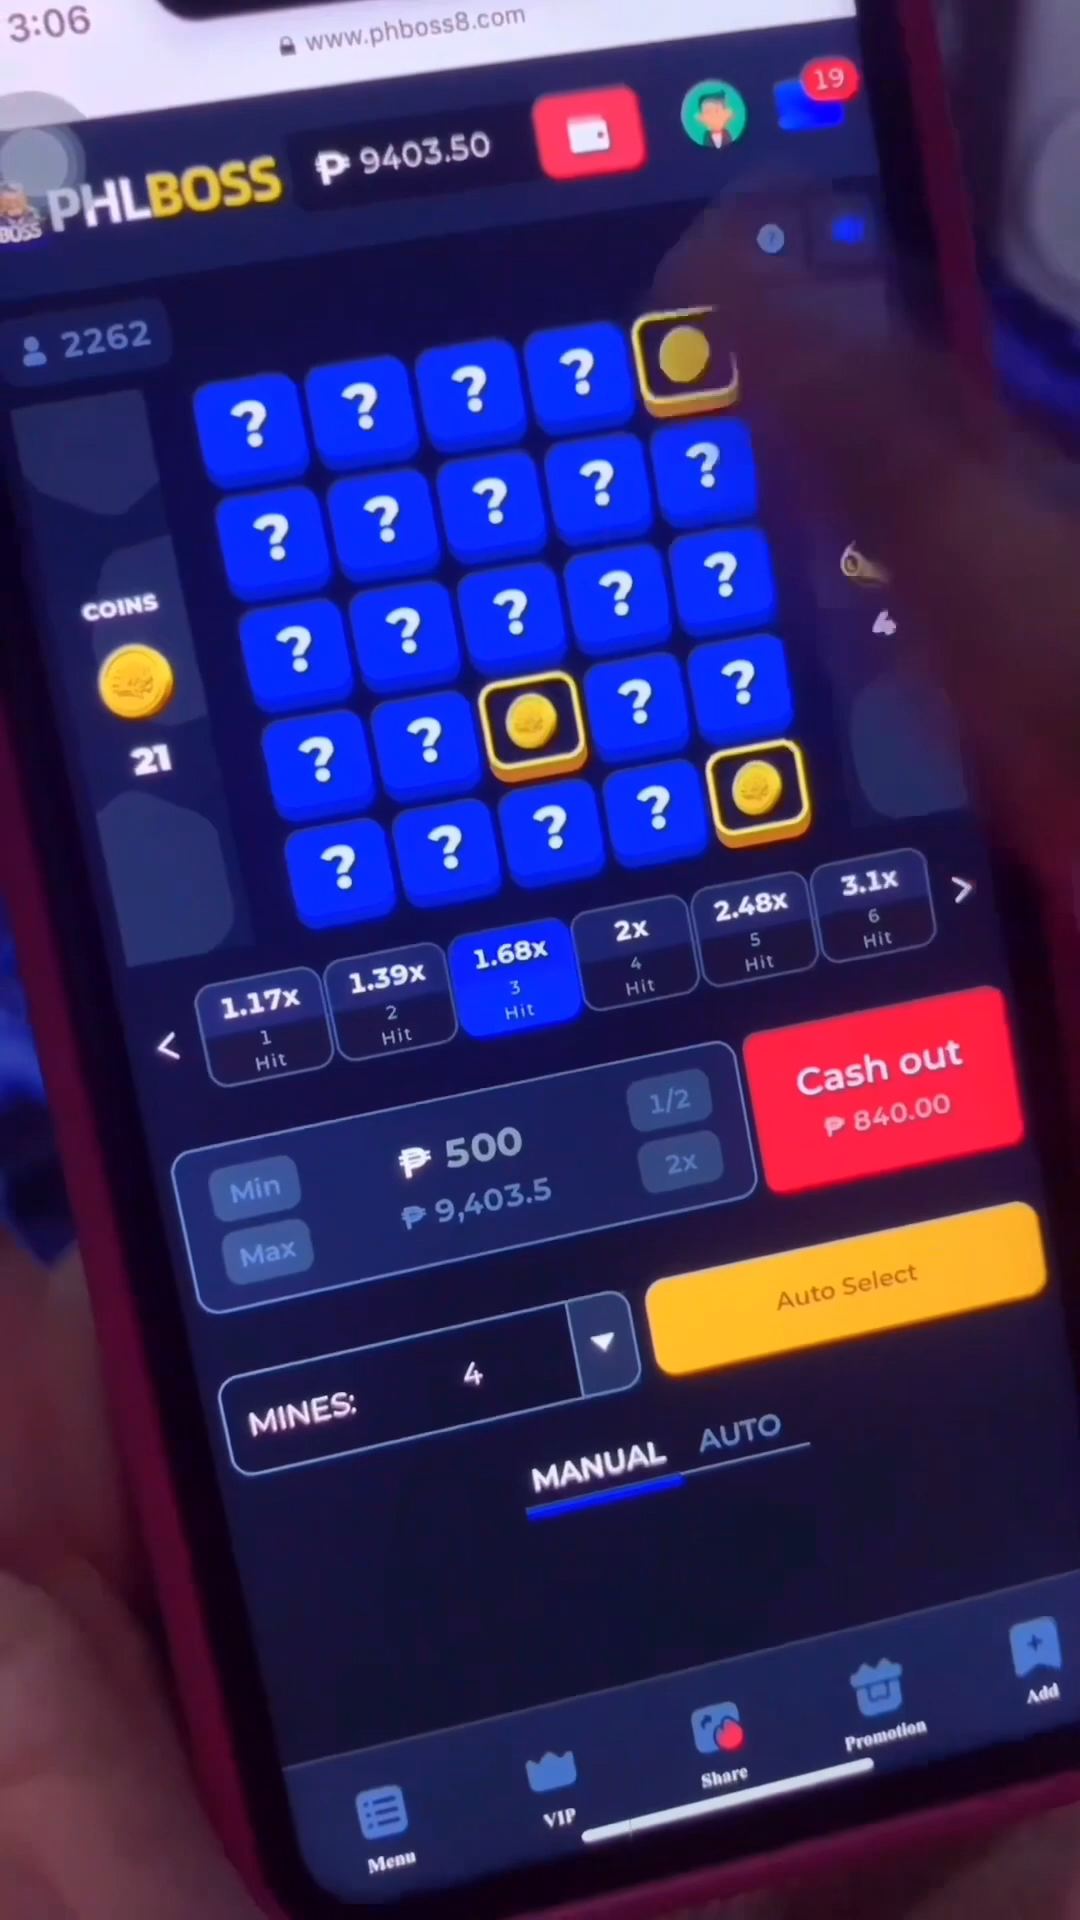 3:06
www.phboss8.com
19
PHLBOSS
₱ 9403.50
BOSS
?
2262
? ? ? ?
? ? ? ? ?
? ? ? ? ?
? ? ? ?
? ? ? ?
COINS
21
4
< 1.17x 1.39x 1.68x 2x 2.48x 3.1x >
1 2 3 4 5 6
Hit Hit Hit Hit Hit Hit
Min
Max
₱ 500
₱ 9,403.5
1/2
2x
Cash out
₱ 840.00
MINES: 4
Auto Select
MANUAL AUTO
Menu
VIP
Share
Promotion
Add